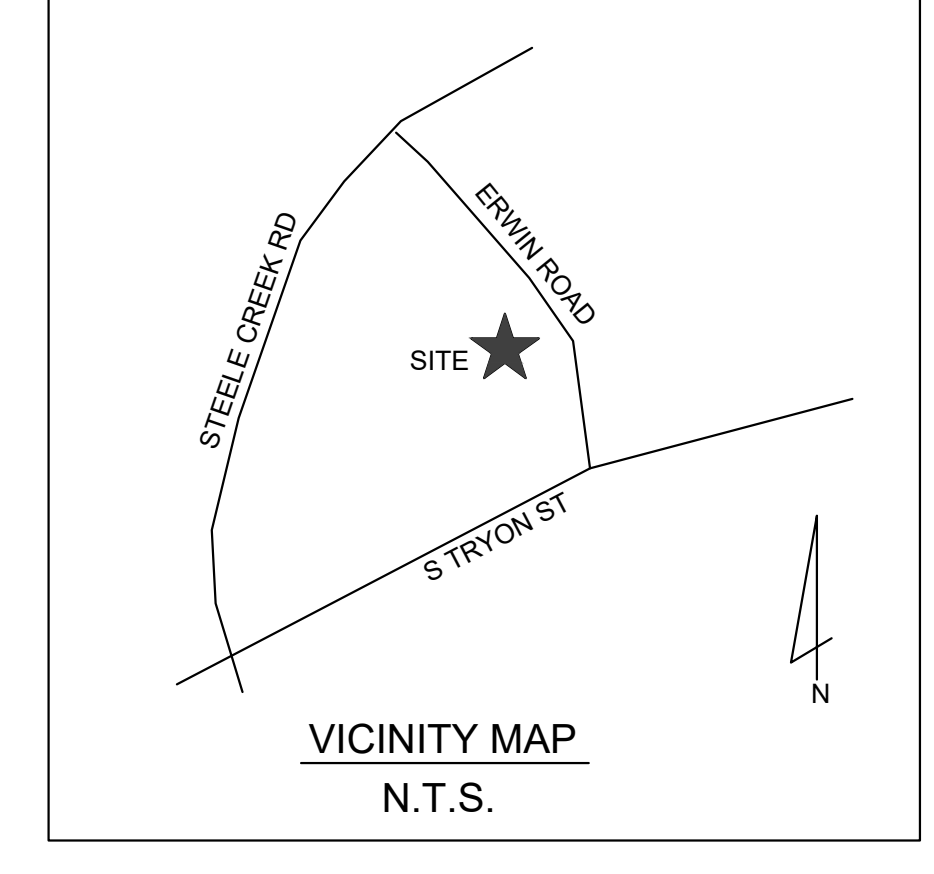 STEELE CREEK RD
ERWIN ROAD
SITE
S TRYON ST
N
VICINITY MAP
N.T.S.